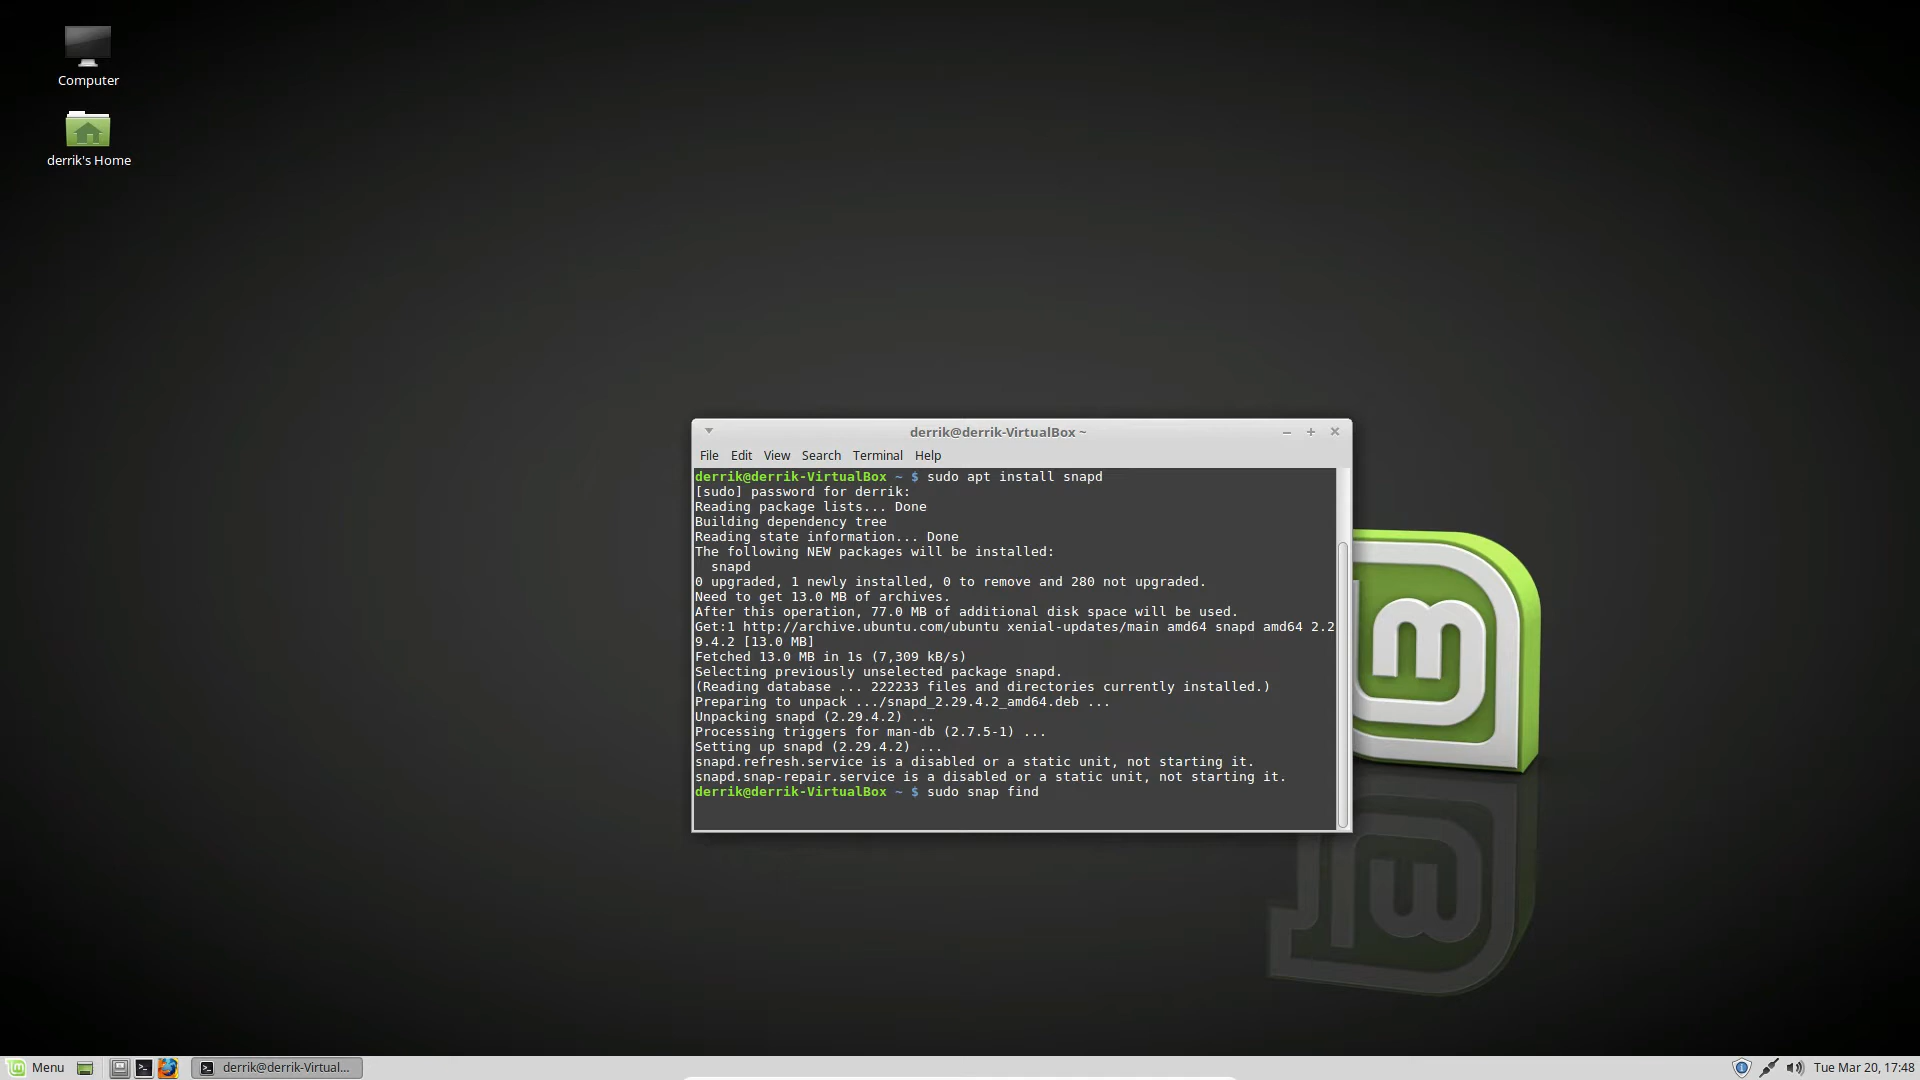 Computer
derrik's Home
derrik@derrik-VirtualBox ~
File Edit View Search Terminal Help
derrik@derrik-VirtualBox ~ $ sudo apt install snapd
[sudo] password for derrik:
Reading package lists... Done
Building dependency tree
Reading state information... Done
The following NEW packages will be installed:
  snapd
0 upgraded, 1 newly installed, 0 to remove and 280 not upgraded.
Need to get 13.0 MB of archives.
After this operation, 77.0 MB of additional disk space will be used.
Get:1 http://archive.ubuntu.com/ubuntu xenial-updates/main amd64 snapd amd64 2.2
9.4.2 [13.0 MB]
Fetched 13.0 MB in 1s (7,309 kB/s)
Selecting previously unselected package snapd.
(Reading database ... 222233 files and directories currently installed.)
Preparing to unpack .../snapd_2.29.4.2_amd64.deb ...
Unpacking snapd (2.29.4.2) ...
Processing triggers for man-db (2.7.5-1) ...
Setting up snapd (2.29.4.2) ...
snapd.refresh.service is a disabled or a static unit, not starting it.
snapd.snap-repair.service is a disabled or a static unit, not starting it.
derrik@derrik-VirtualBox ~ $ sudo snap find
Menu
derrik@derrik-Virtual...
Tue Mar 20, 17:48